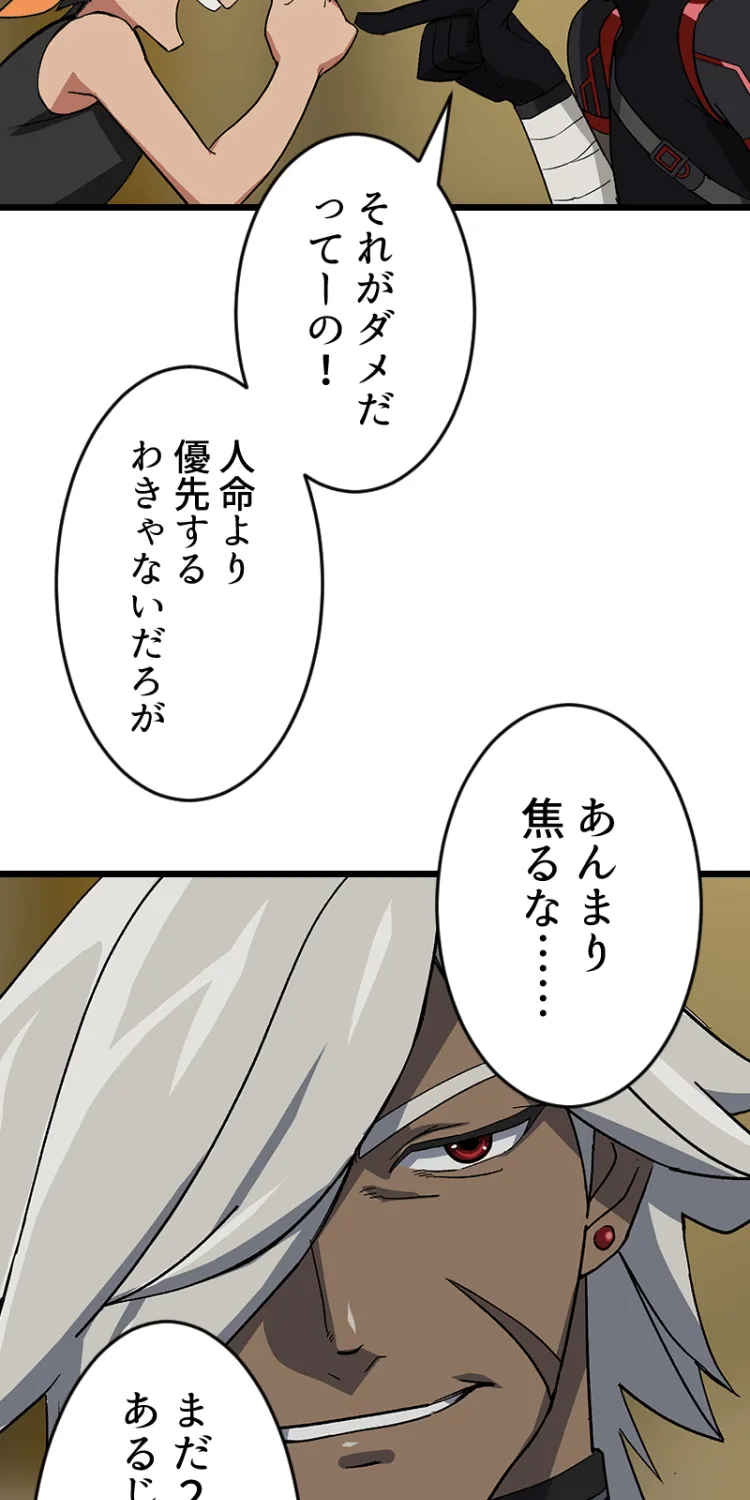 それがダメだ
ってーの！
人命より
優先する
わきゃないだろが
あんまり
焦るな……
まだ？
あるじ